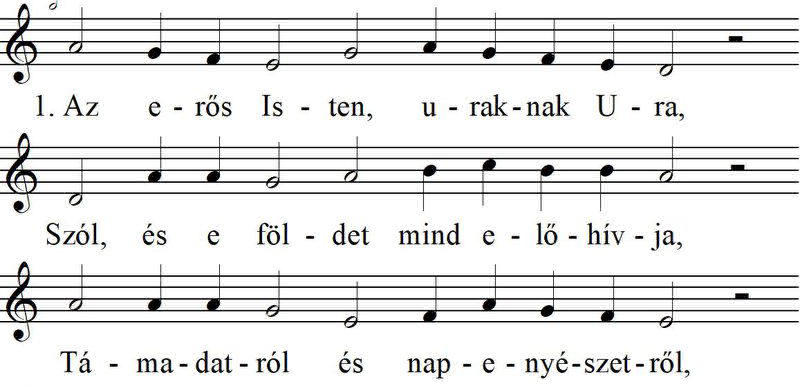 1. Az e - rős Is - ten, u - rak - nak U - ra,
Szól, és e föl - det mind e - lő - hív - ja,
Tá - ma - dat - ról és nap - e - nyé - szet - ről,